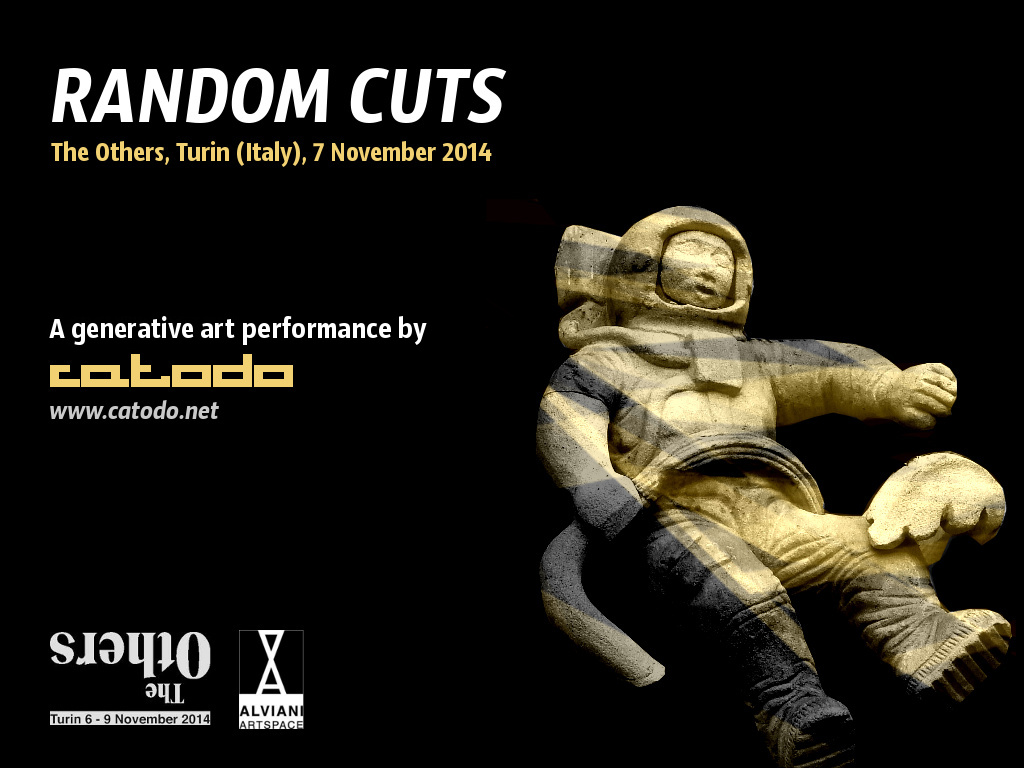 RANDOM CUTS
The Others, Turin (Italy), 7 November 2014
A generative art performance by
catodo
www.catodo.net
The
Others
Turin 6 - 9 November 2014
ALVIANI
ARTSPACE